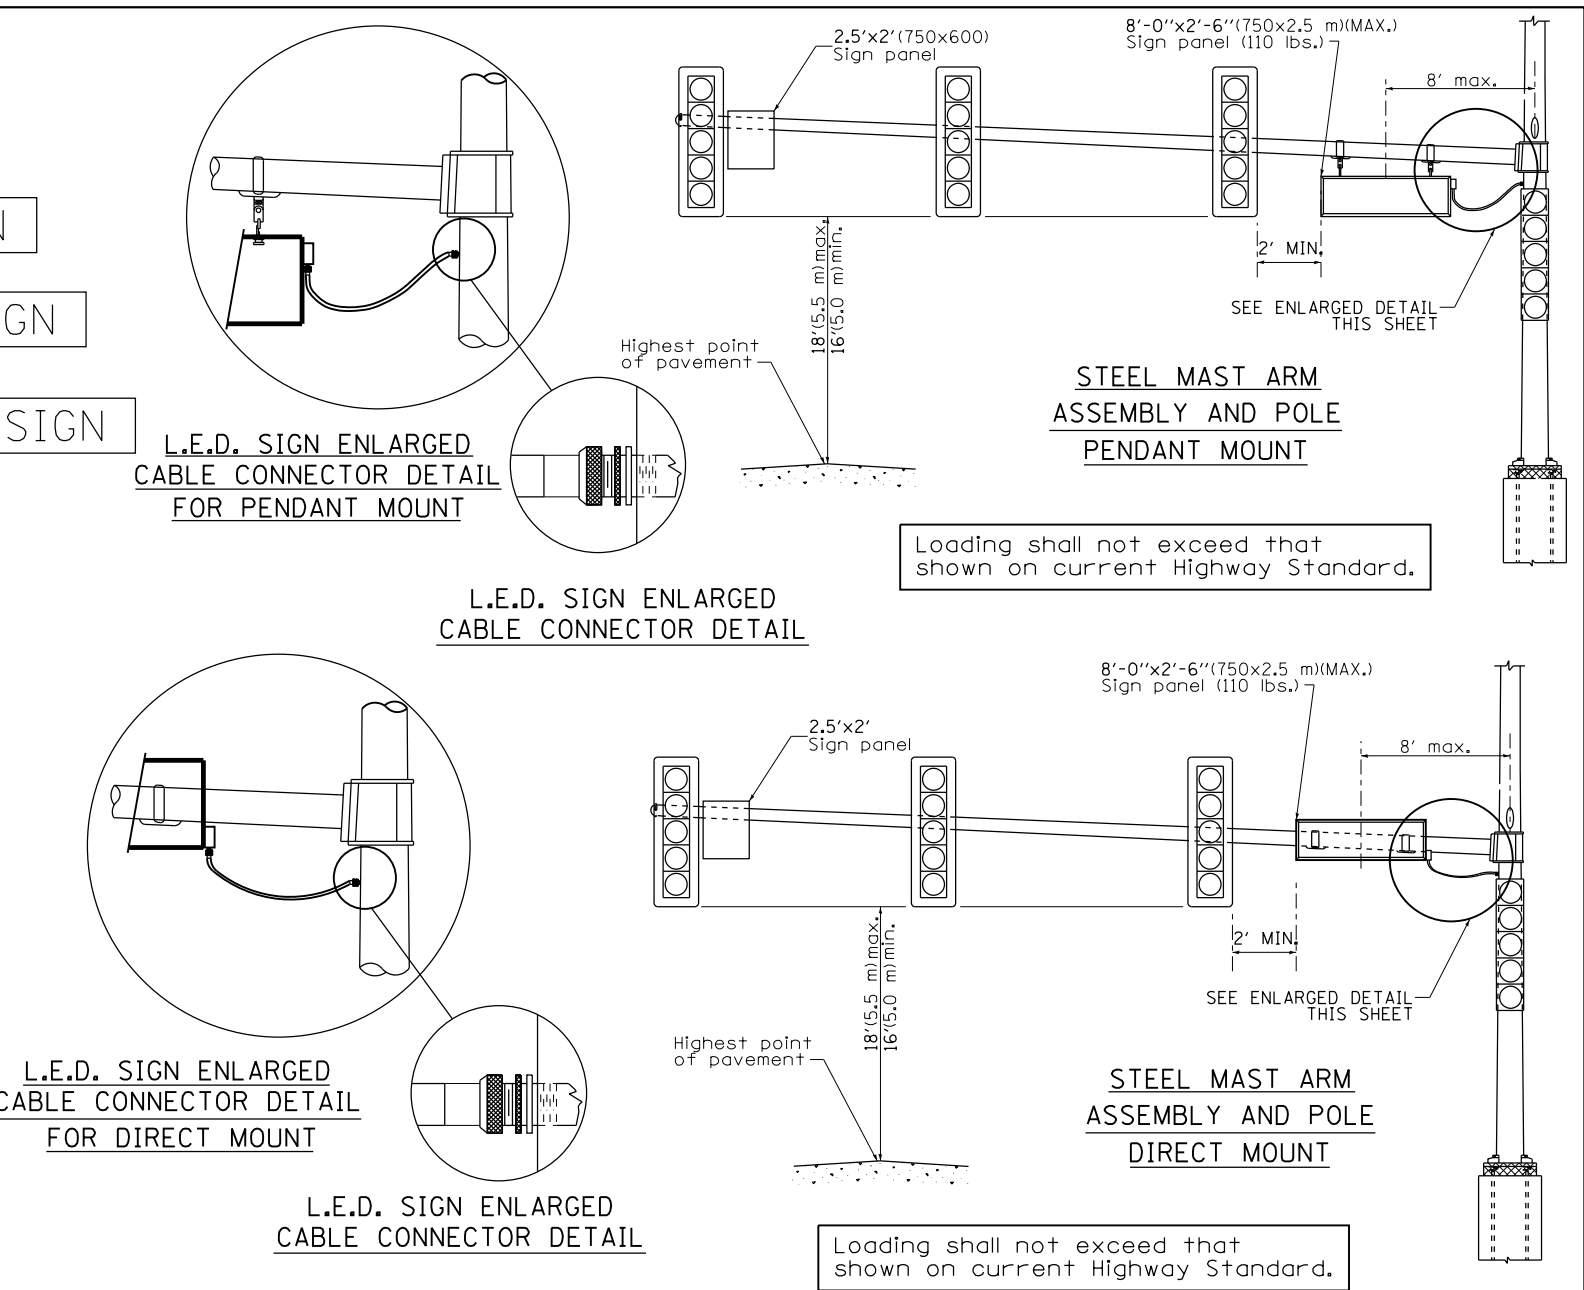 2.5'x2'(750x600)
Sign panel
8'-0''x2'-6''(750x2.5 m)(MAX.)
Sign panel (110 lbs.)
8' max.
N
GN
SIGN
2' MIN.
18'(5.5 m)max.
16'(5.0 m)min.
SEE ENLARGED DETAIL
THIS SHEET
Highest point
of pavement
STEEL MAST ARM
ASSEMBLY AND POLE
PENDANT MOUNT
L.E.D. SIGN ENLARGED
CABLE CONNECTOR DETAIL
FOR PENDANT MOUNT
Loading shall not exceed that
shown on current Highway Standard.
L.E.D. SIGN ENLARGED
CABLE CONNECTOR DETAIL
8'-0''x2'-6''(750x2.5 m)(MAX.)
Sign panel (110 lbs.)
2.5'x2'
Sign panel
8' max.
2' MIN.
18'(5.5 m)max.
16'(5.0 m)min.
SEE ENLARGED DETAIL
THIS SHEET
Highest point
of pavement
L.E.D. SIGN ENLARGED
CABLE CONNECTOR DETAIL
FOR DIRECT MOUNT
STEEL MAST ARM
ASSEMBLY AND POLE
DIRECT MOUNT
L.E.D. SIGN ENLARGED
CABLE CONNECTOR DETAIL
Loading shall not exceed that
shown on current Highway Standard.